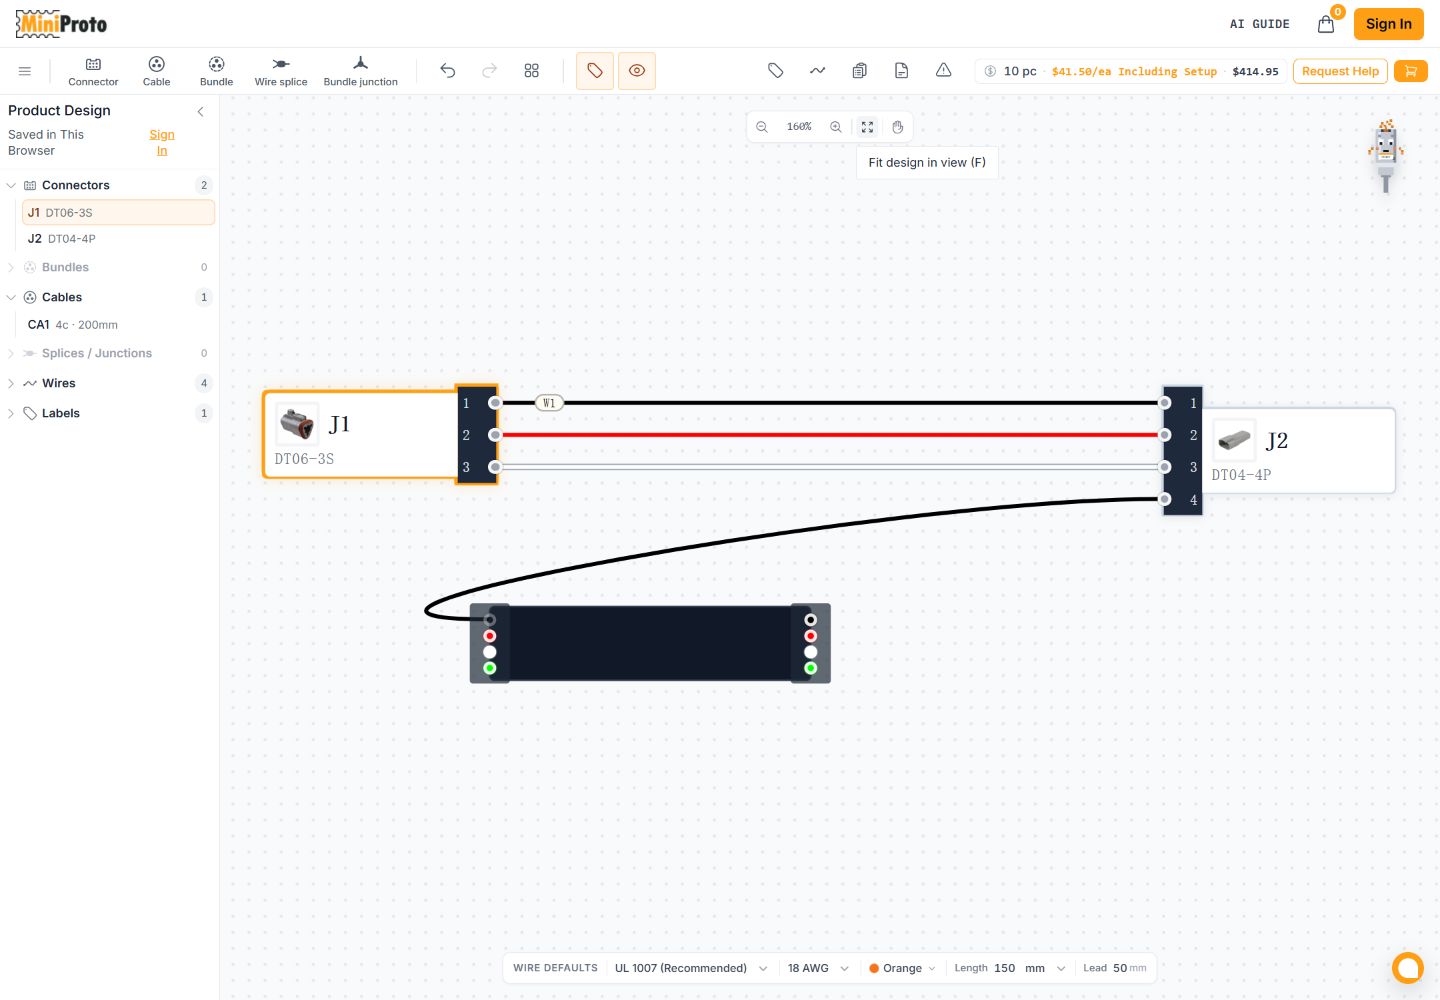 MiniProto
AI GUIDE
0
Sign In
Connector
Cable
Bundle
Wire splice
Bundle junction
10 pc · $41.50/ea Including Setup · $414.95
Request Help
Product Design
Saved in This Browser
Sign In
Connectors 2
J1 DT06-3S
J2 DT04-4P
Bundles 0
Cables 1
CA1 4c · 200mm
Splices / Junctions 0
Wires 4
Labels 1
160%
Fit design in view (F)
J1
DT06-3S
1
2
3
W1
1
2
3
4
J2
DT04-4P
WIRE DEFAULTS UL 1007 (Recommended) 18 AWG Orange Length 150 mm Lead 50 mm